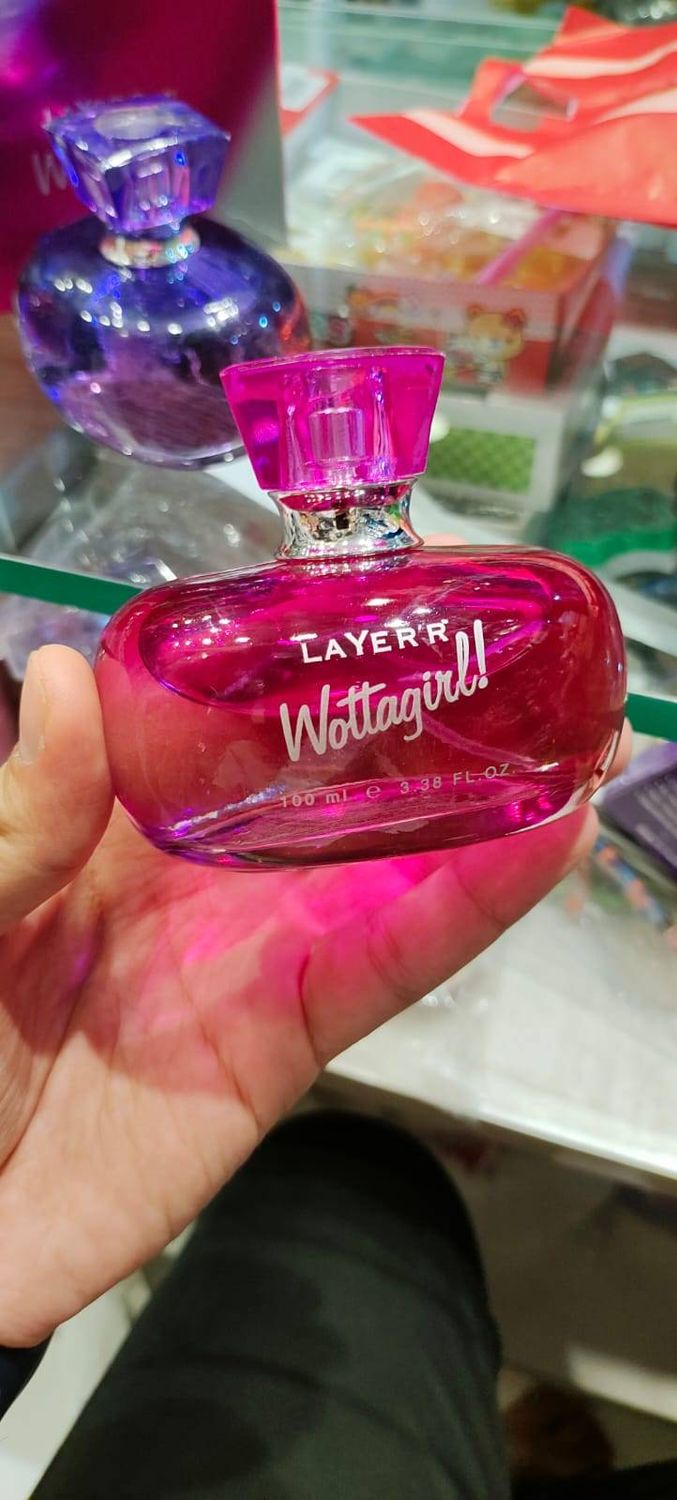 LAYER'R
Wottagirl!
100 ml ℮ 3.38 FL.OZ.